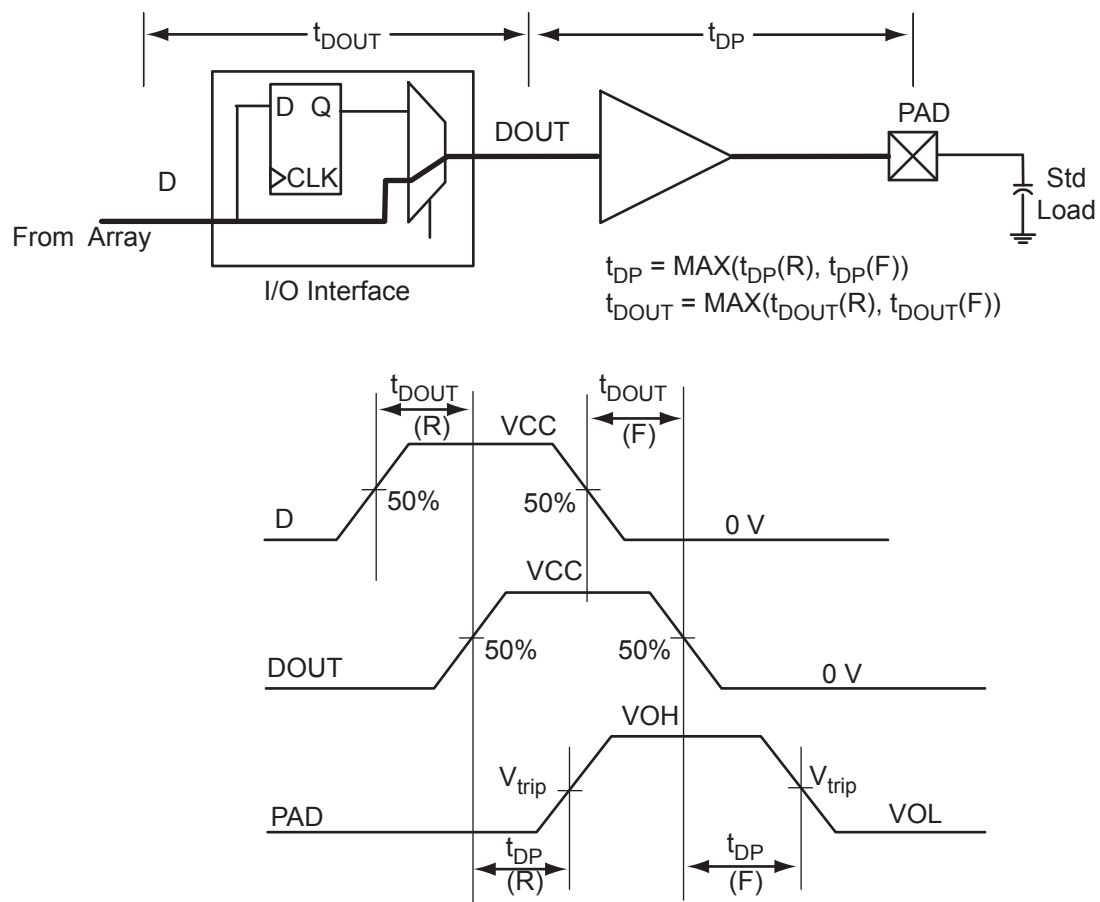 tDOUT
tDP
D Q
CLK
DOUT
PAD
D
From Array
I/O Interface
Std
Load
tDP = MAX(tDP(R), tDP(F))
tDOUT = MAX(tDOUT(R), tDOUT(F))
tDOUT
(R)
tDOUT
(F)
VCC
50%
50%
D
0 V
VCC
50%
50%
DOUT
0 V
VOH
Vtrip
Vtrip
PAD
VOL
tDP
(R)
tDP
(F)